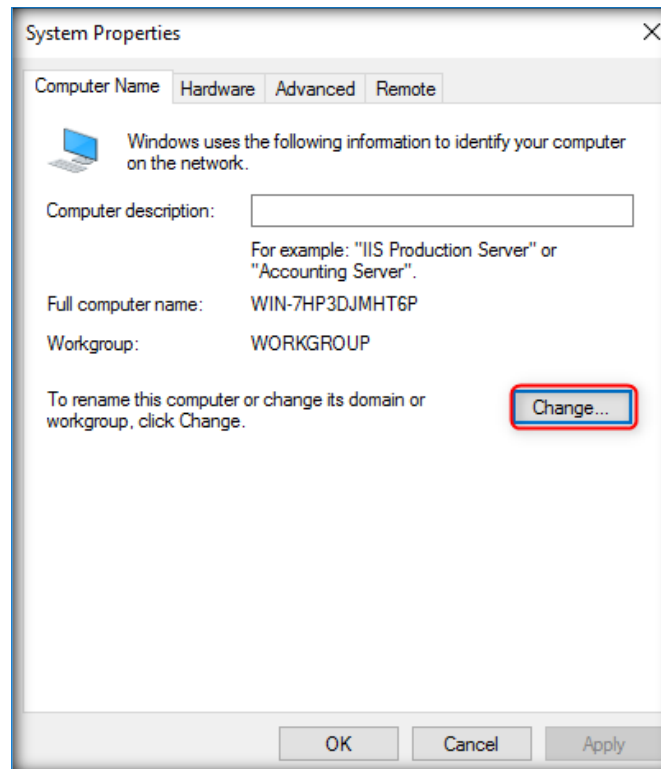 System Properties
Computer Name Hardware Advanced Remote
Windows uses the following information to identify your computer
on the network.
Computer description:
For example: "IIS Production Server" or
"Accounting Server".
Full computer name: WIN-7HP3DJMHT6P
Workgroup: WORKGROUP
To rename this computer or change its domain or
workgroup, click Change.
Change...
OK Cancel Apply